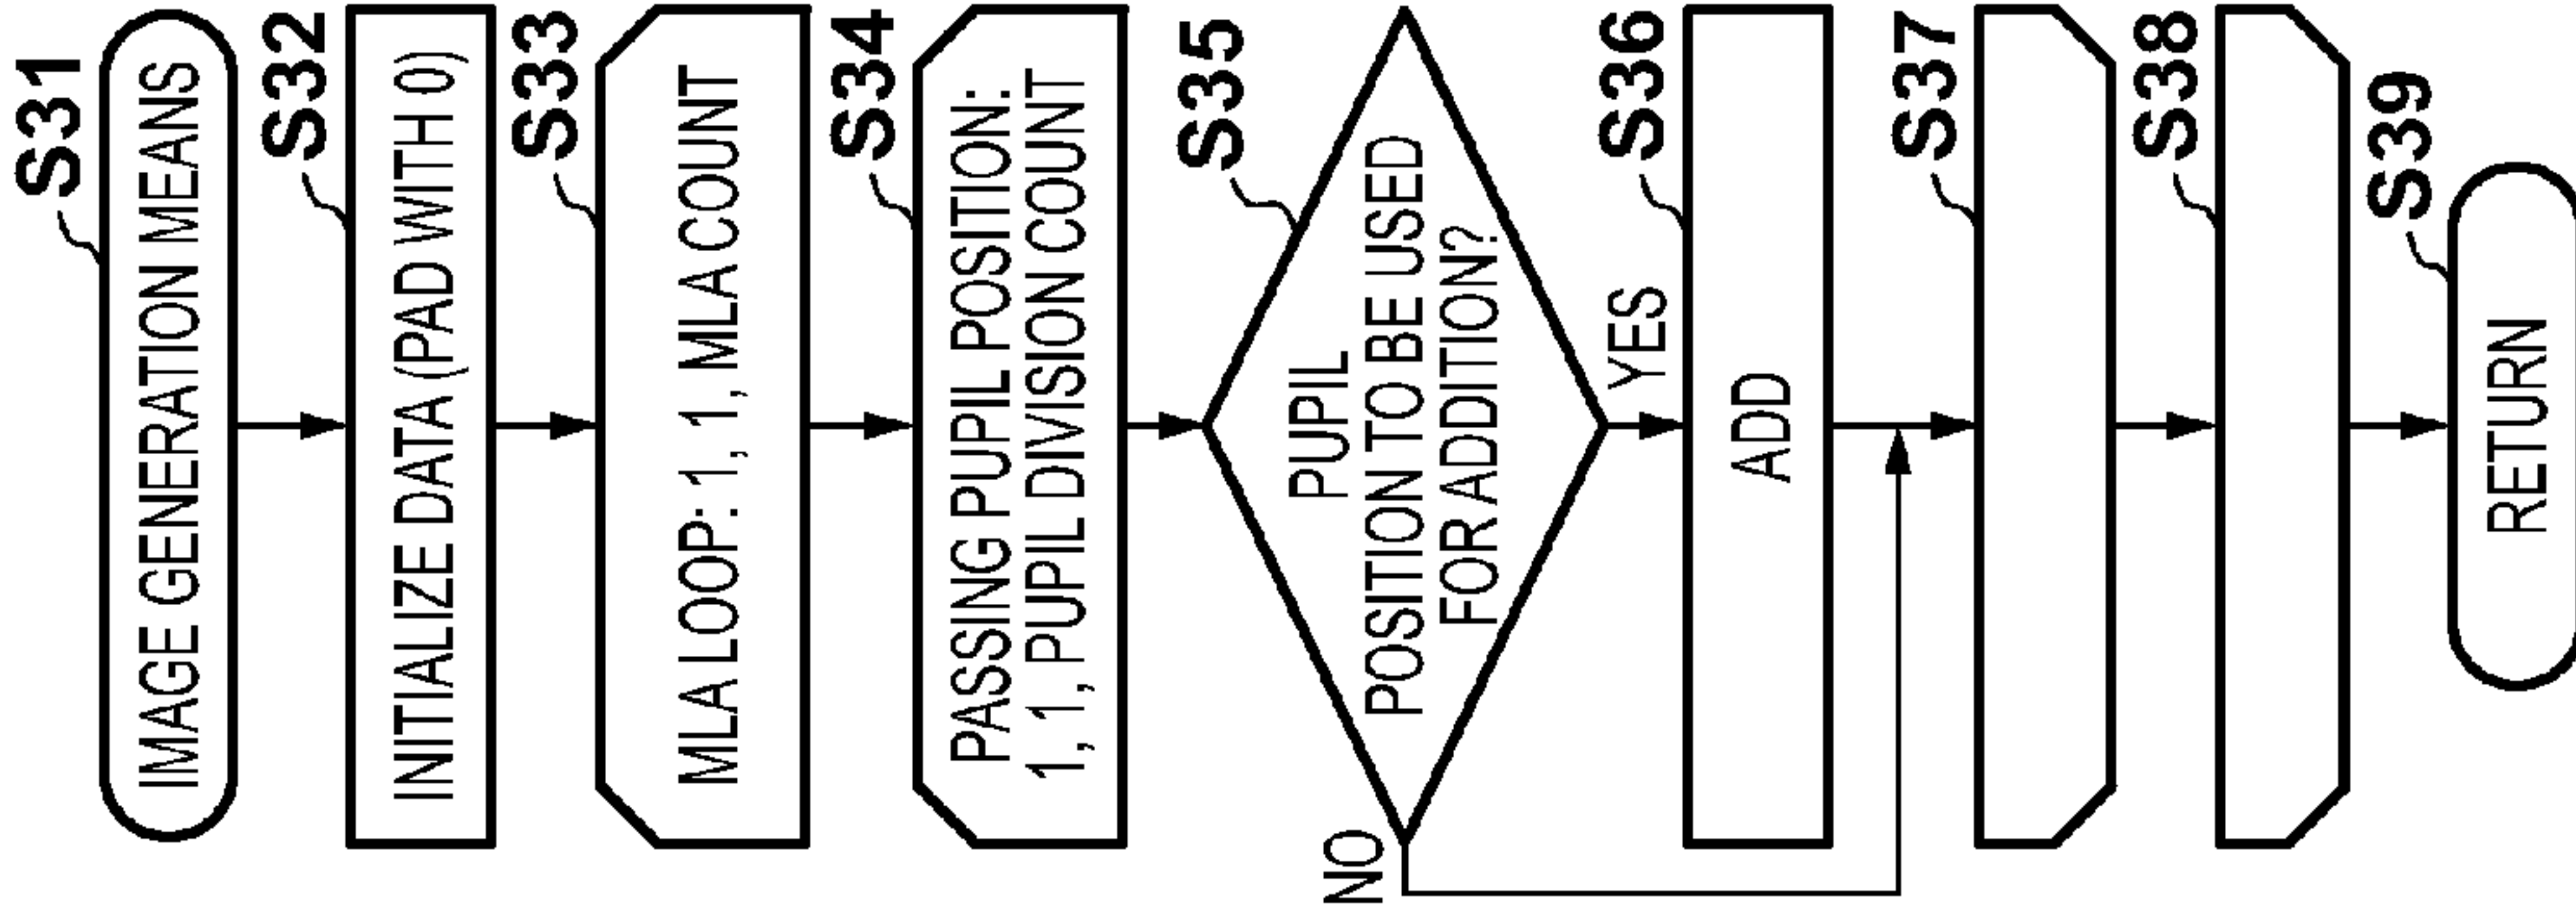 S31
IMAGE GENERATION MEANS
S32
INITIALIZE DATA (PAD WITH 0)
S33
MLA LOOP: 1, 1, MLA COUNT
S34
PASSING PUPIL POSITION:
1, 1, PUPIL DIVISION COUNT
S35
PUPIL
POSITION TO BE USED
FOR ADDITION?
NO
YES
S36
ADD
S37
S38
S39
RETURN